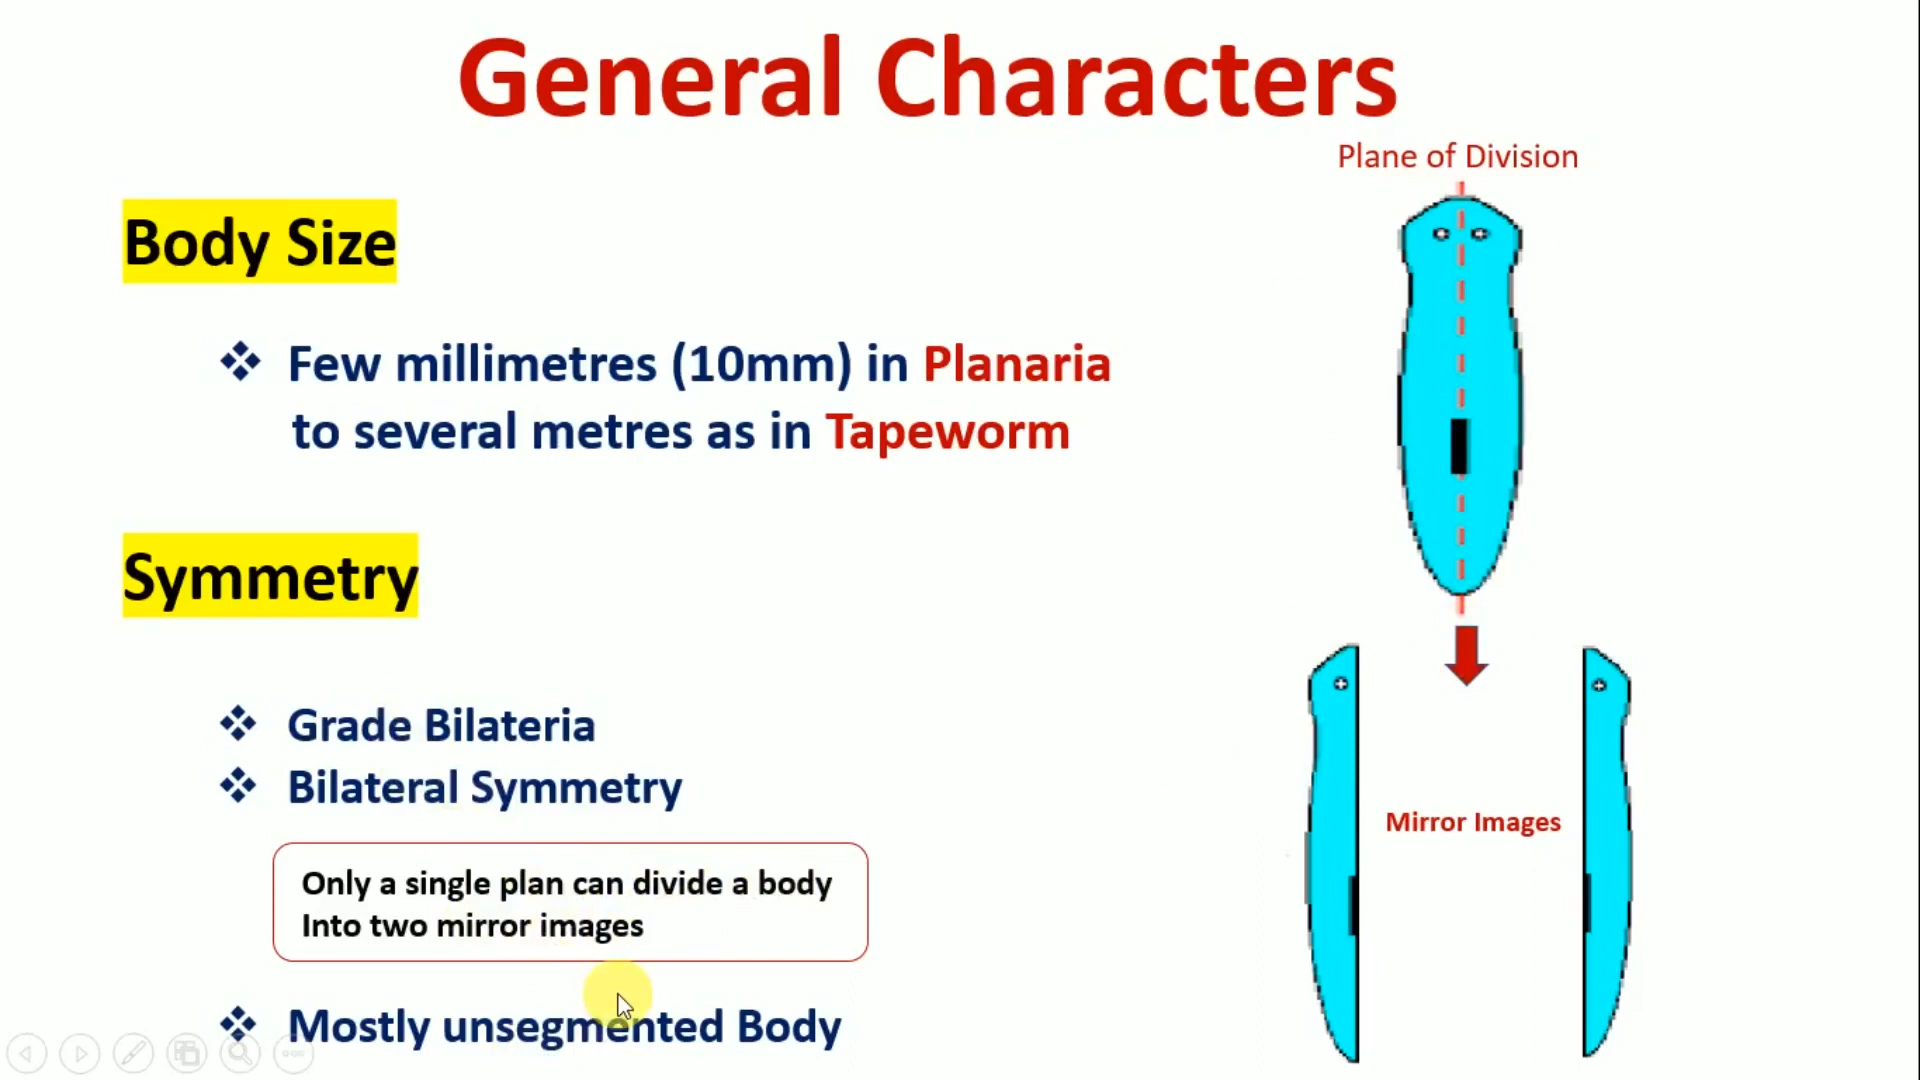 General Characters
Plane of Division
Body Size
Few millimetres (10mm) in Planaria
to several metres as in Tapeworm
Symmetry
Grade Bilateria
Bilateral Symmetry
Only a single plan can divide a body
Into two mirror images
Mirror Images
Mostly unsegmented Body